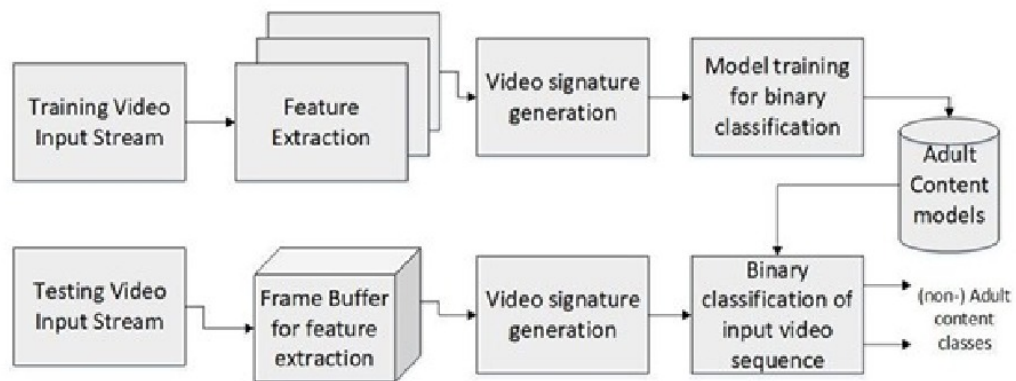 Training Video
Input Stream
Feature
Extraction
Video signature
generation
Model training
for binary
classification
Adult
Content
models
Testing Video
Input Stream
Frame Buffer
for feature
extraction
Video signature
generation
Binary
classification of
input video
sequence
(non-) Adult
content
classes